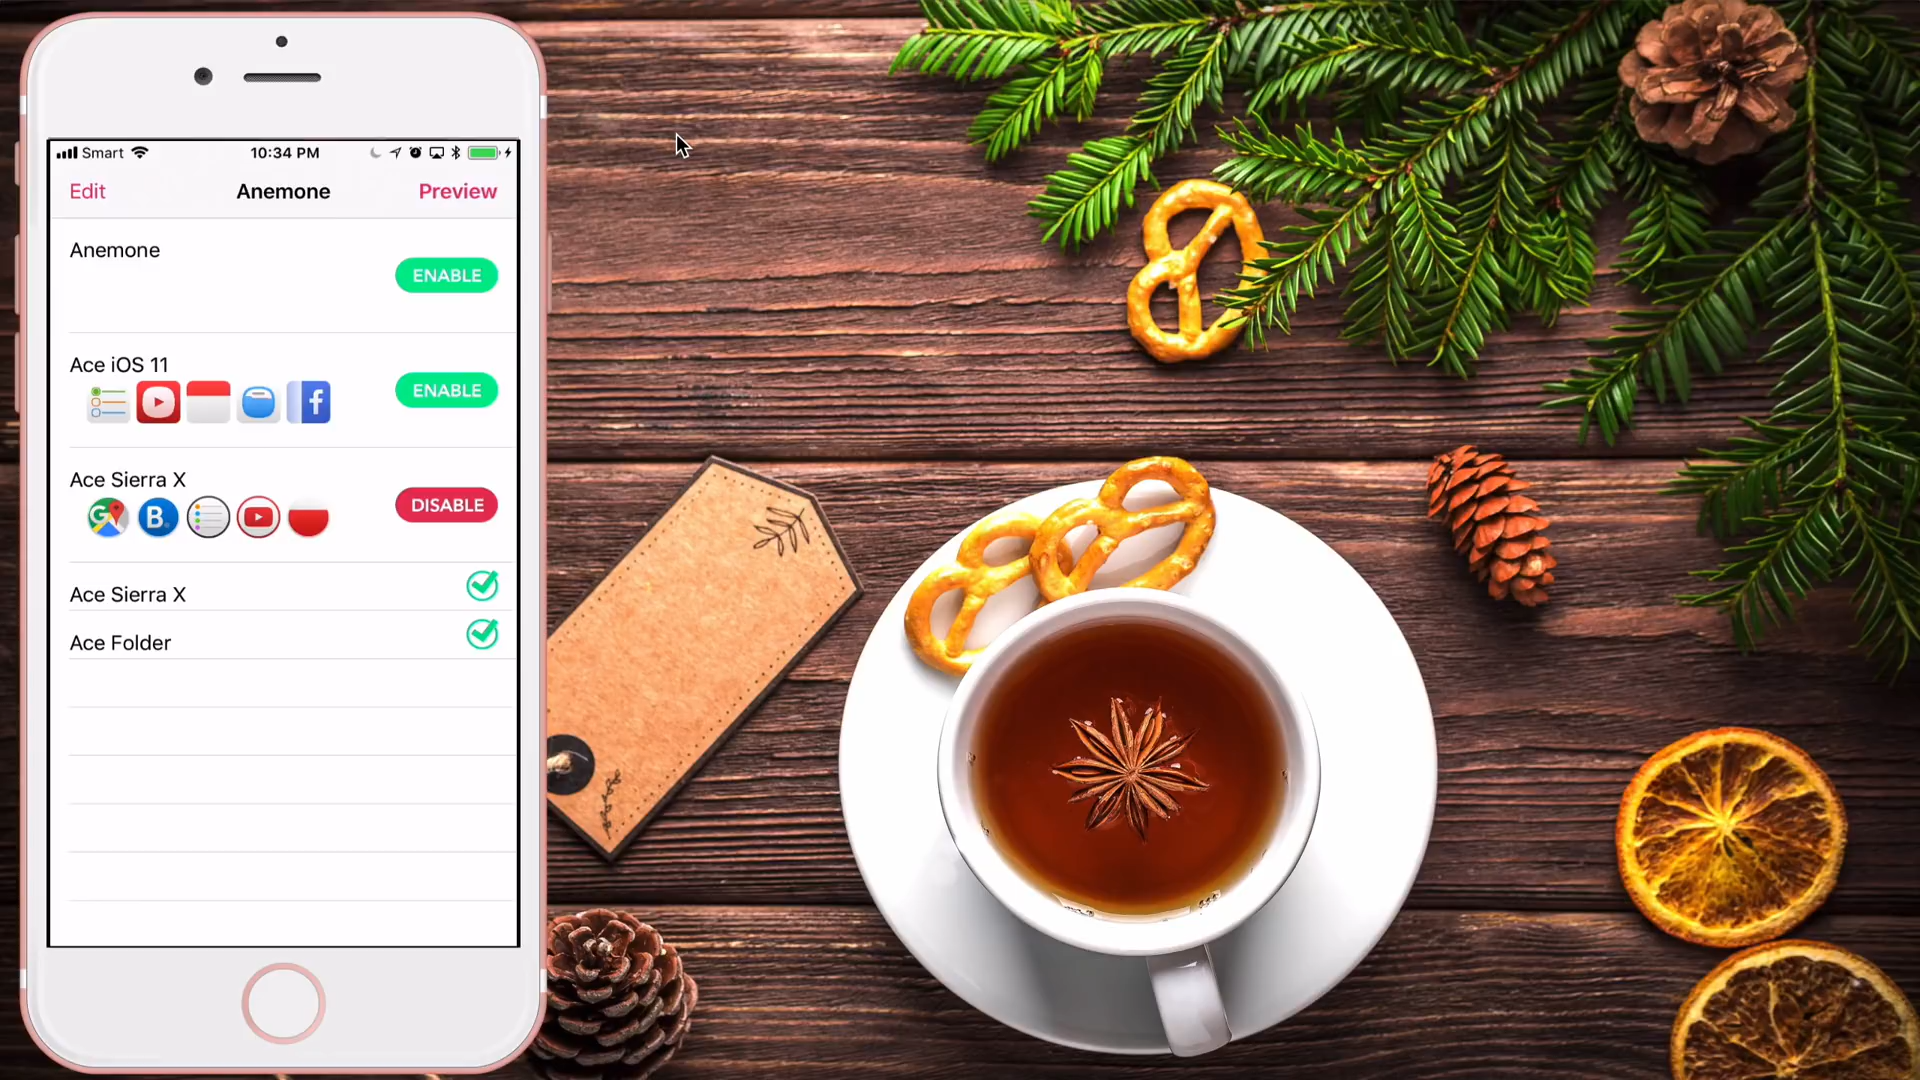 Smart 10:34 PM
Edit Anemone Preview
Anemone
ENABLE
Ace iOS 11
ENABLE
f
Ace Sierra X
DISABLE
G B.
Ace Sierra X
Ace Folder